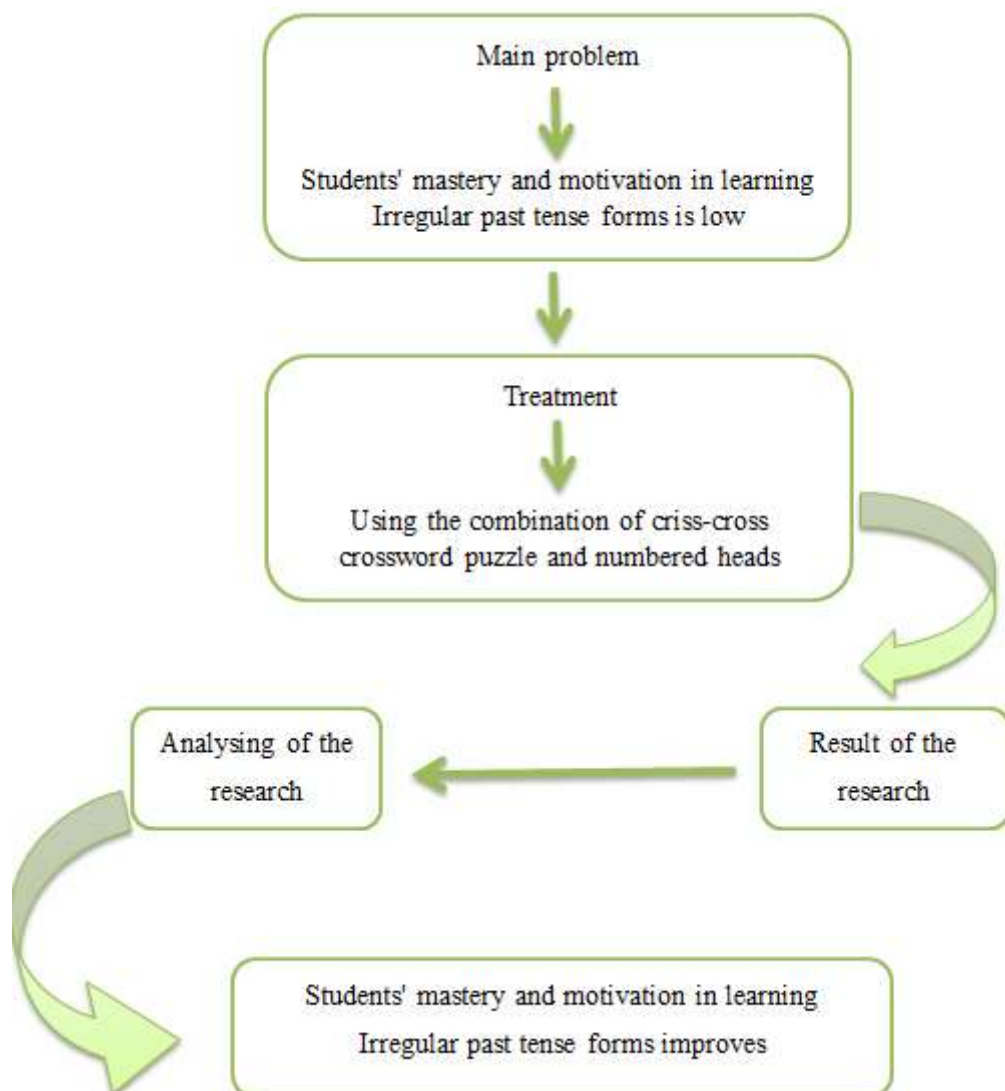 Main problem
Students' mastery and motivation in learning
Irregular past tense forms is low
Treatment
Using the combination of criss-cross
crossword puzzle and numbered heads
Result of the
research
Analysing of the
research
Students' mastery and motivation in learning
Irregular past tense forms improves